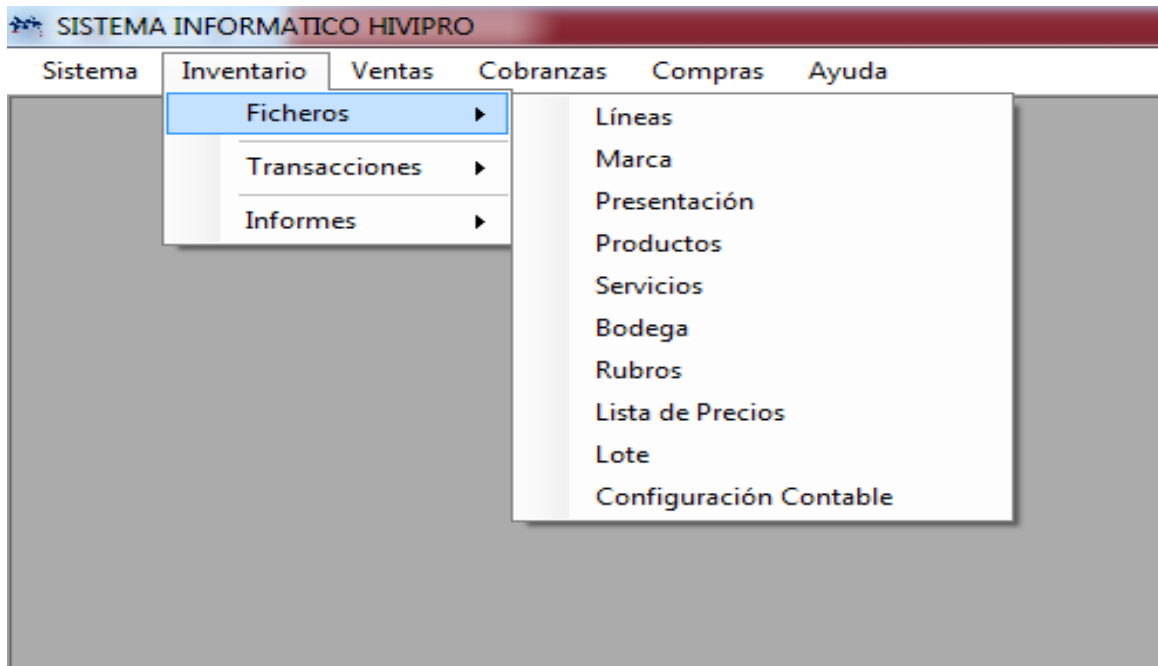 SISTEMA INFORMATICO HIVIPRO
Sistema Inventario Ventas Cobranzas Compras Ayuda
Ficheros
Transacciones
Informes
Líneas
Marca
Presentación
Productos
Servicios
Bodega
Rubros
Lista de Precios
Lote
Configuración Contable